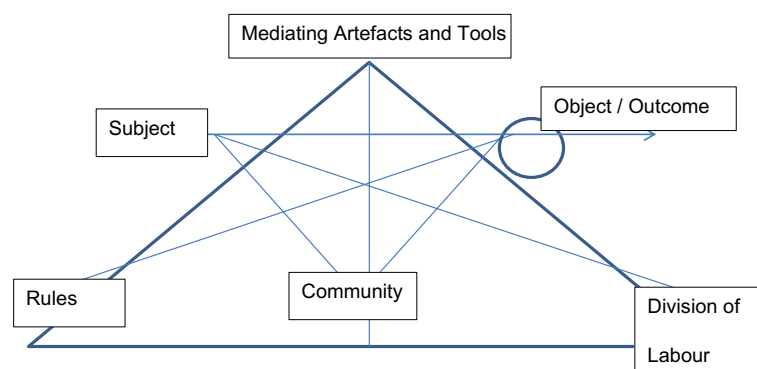 Mediating Artefacts and Tools
Object / Outcome
Subject
Rules
Community
Division of
Labour